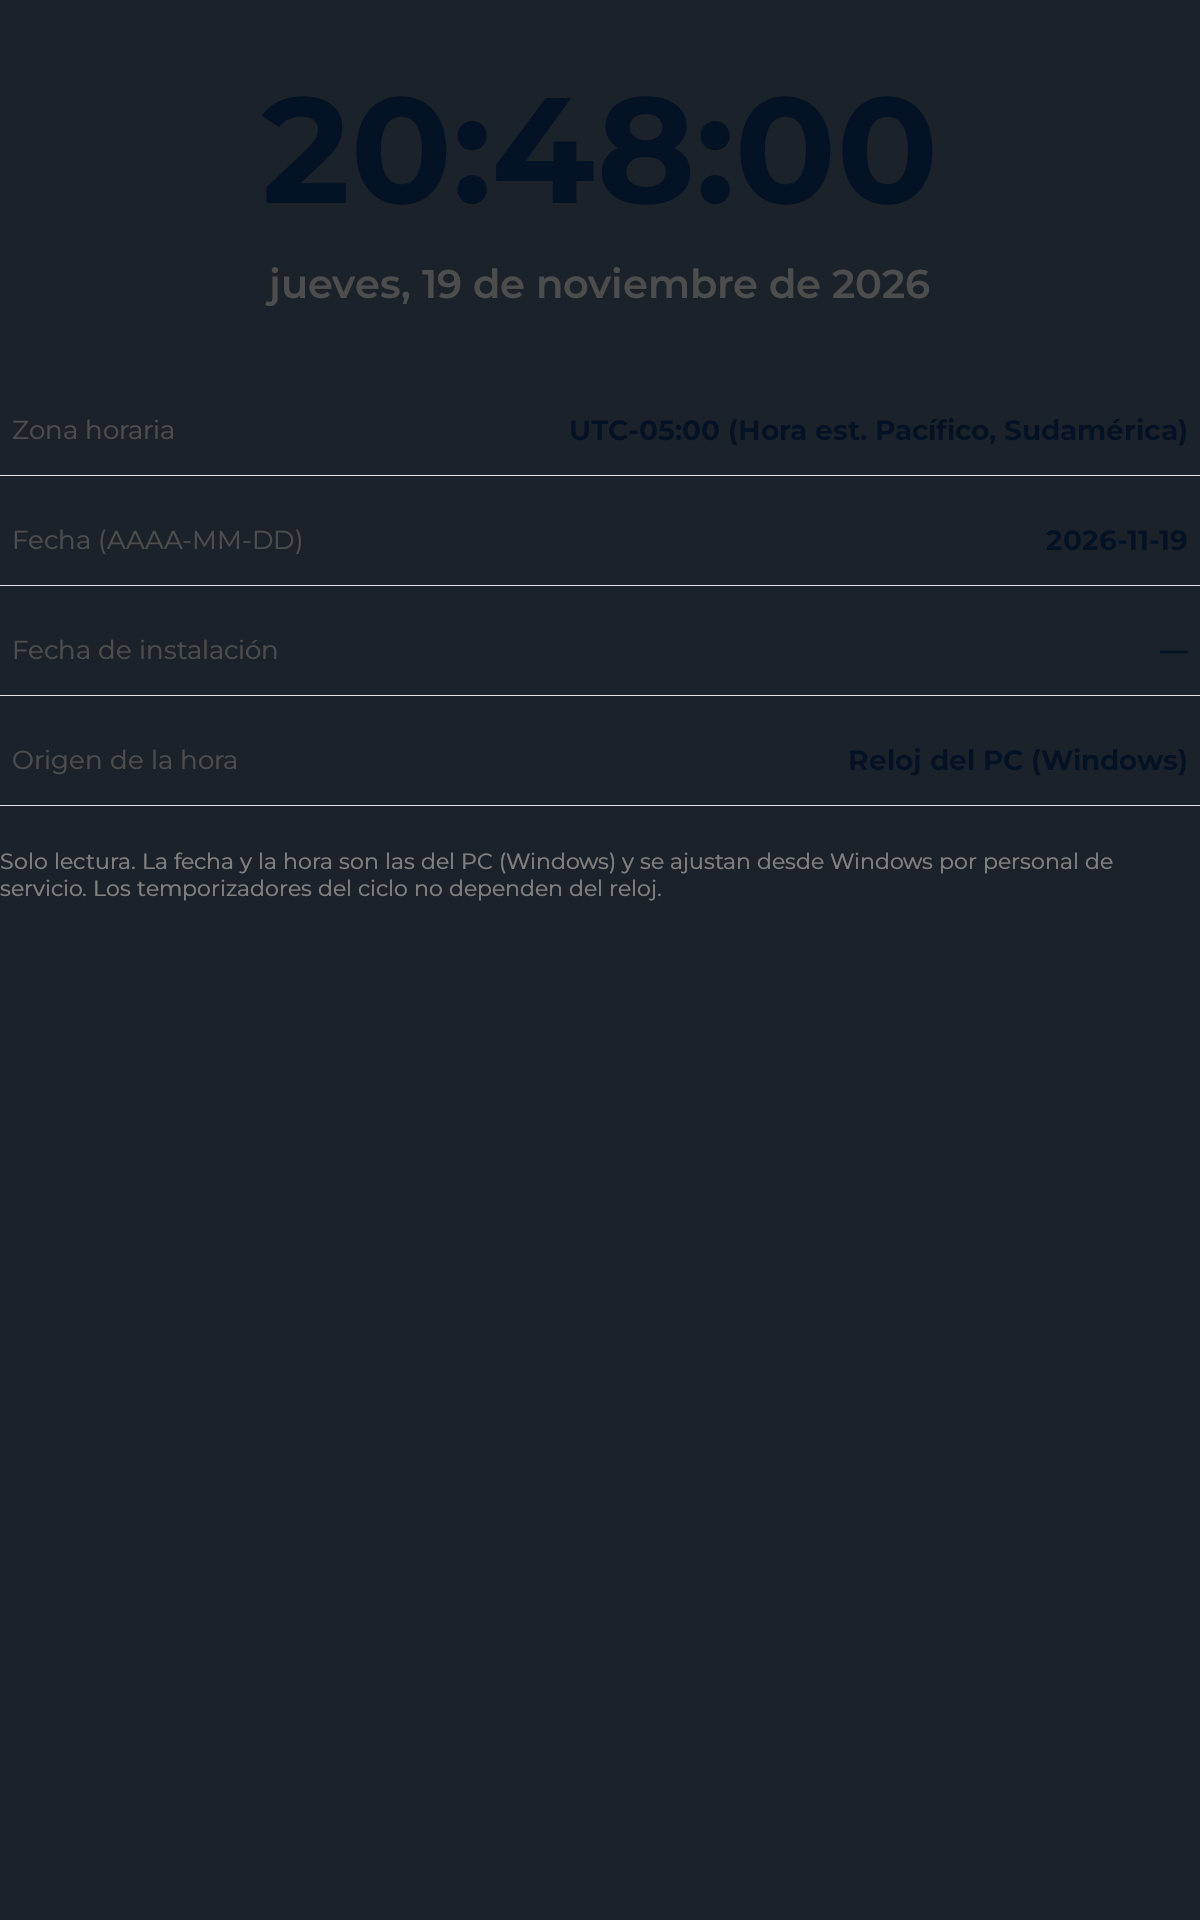 20:48:00
jueves, 19 de noviembre de 2026
Zona horaria UTC-05:00 (Hora est. Pacífico, Sudamérica)
Fecha (AAAA-MM-DD) 2026-11-19
Fecha de instalación —
Origen de la hora Reloj del PC (Windows)
Solo lectura. La fecha y la hora son las del PC (Windows) y se ajustan desde Windows por personal de
servicio. Los temporizadores del ciclo no dependen del reloj.